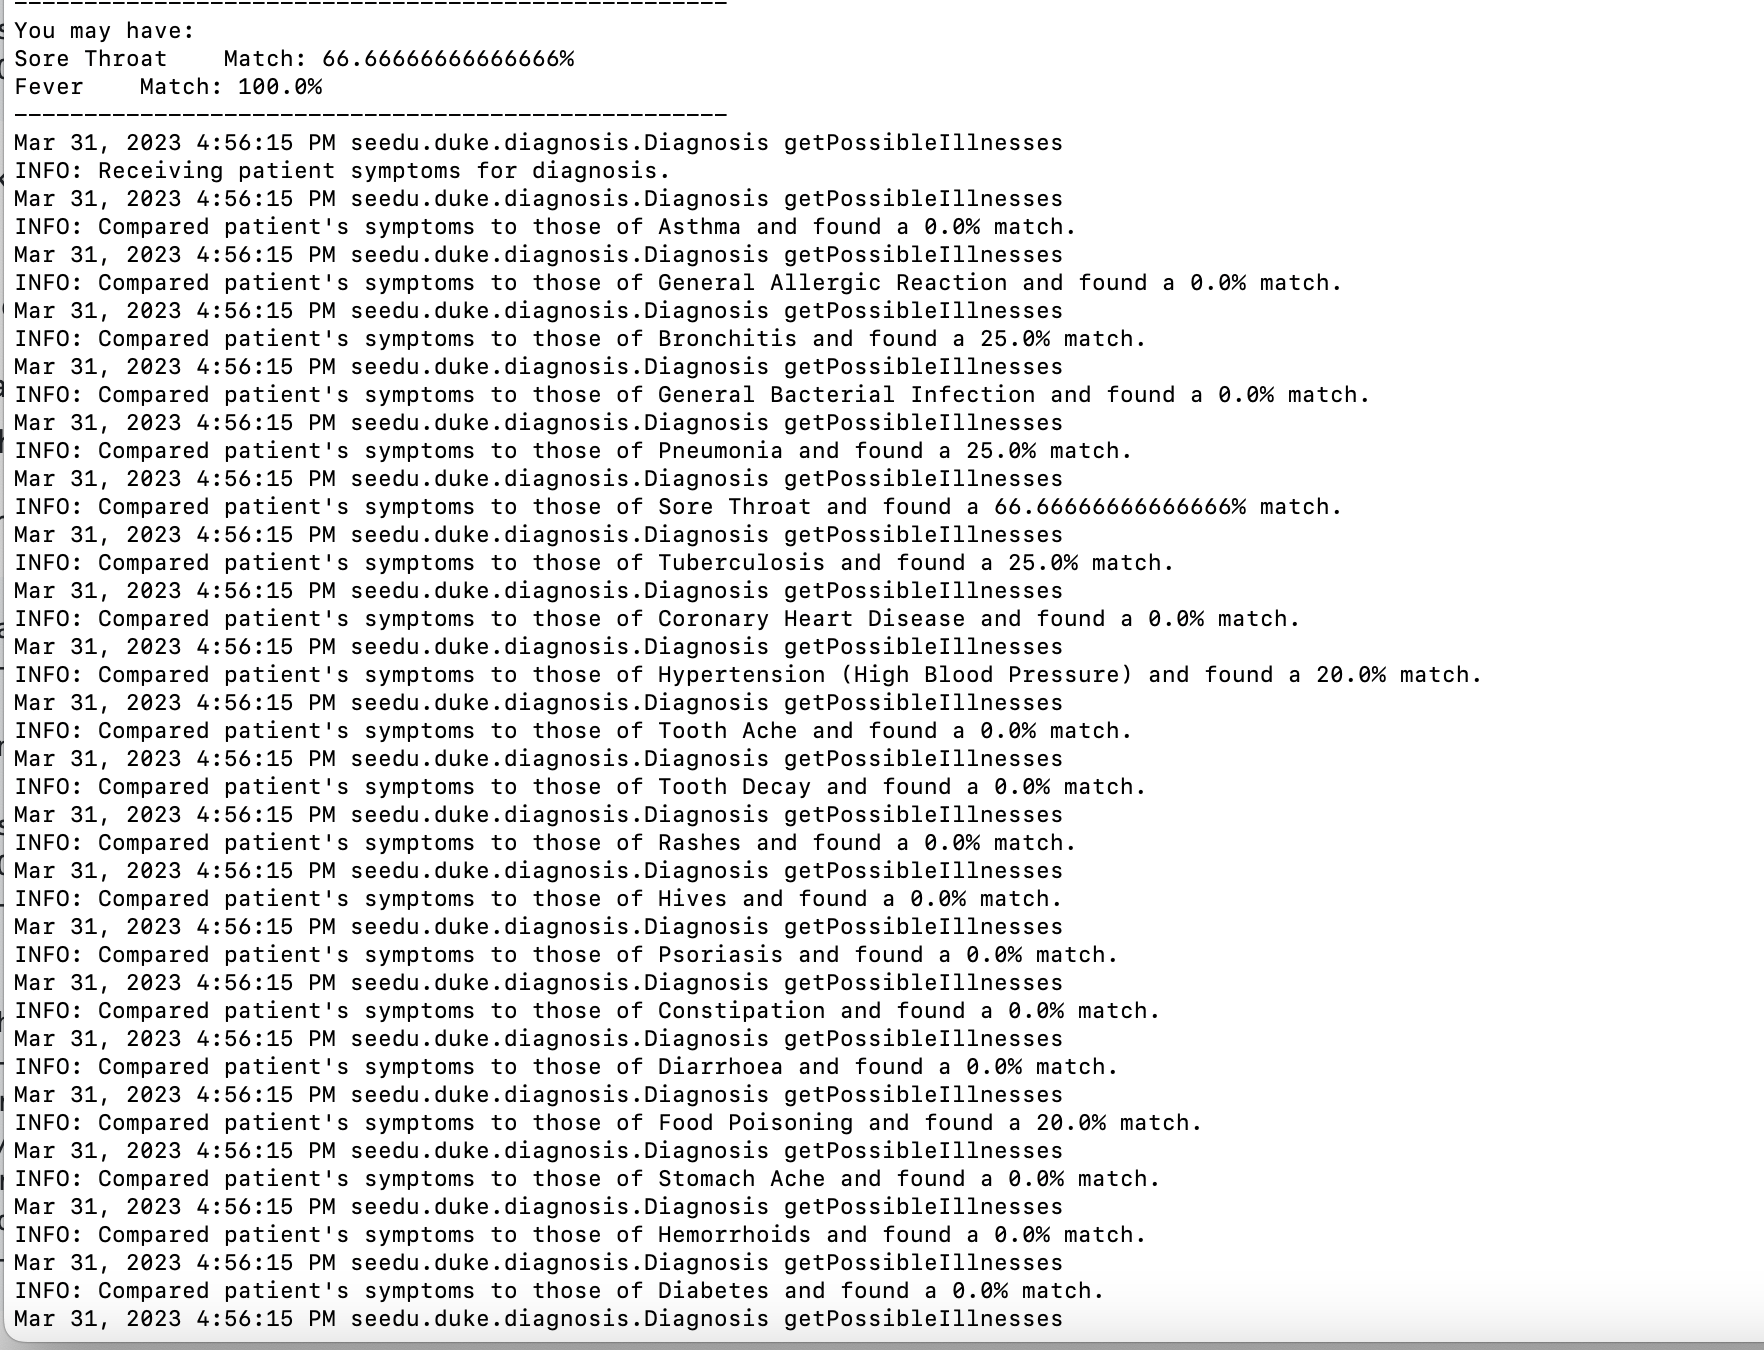 ---------------------------------------------------
You may have:
Sore Throat    Match: 66.66666666666666%
Fever    Match: 100.0%
---------------------------------------------------
Mar 31, 2023 4:56:15 PM seedu.duke.diagnosis.Diagnosis getPossibleIllnesses
INFO: Receiving patient symptoms for diagnosis.
Mar 31, 2023 4:56:15 PM seedu.duke.diagnosis.Diagnosis getPossibleIllnesses
INFO: Compared patient's symptoms to those of Asthma and found a 0.0% match.
Mar 31, 2023 4:56:15 PM seedu.duke.diagnosis.Diagnosis getPossibleIllnesses
INFO: Compared patient's symptoms to those of General Allergic Reaction and found a 0.0% match.
Mar 31, 2023 4:56:15 PM seedu.duke.diagnosis.Diagnosis getPossibleIllnesses
INFO: Compared patient's symptoms to those of Bronchitis and found a 25.0% match.
Mar 31, 2023 4:56:15 PM seedu.duke.diagnosis.Diagnosis getPossibleIllnesses
INFO: Compared patient's symptoms to those of General Bacterial Infection and found a 0.0% match.
Mar 31, 2023 4:56:15 PM seedu.duke.diagnosis.Diagnosis getPossibleIllnesses
INFO: Compared patient's symptoms to those of Pneumonia and found a 25.0% match.
Mar 31, 2023 4:56:15 PM seedu.duke.diagnosis.Diagnosis getPossibleIllnesses
INFO: Compared patient's symptoms to those of Sore Throat and found a 66.66666666666666% match.
Mar 31, 2023 4:56:15 PM seedu.duke.diagnosis.Diagnosis getPossibleIllnesses
INFO: Compared patient's symptoms to those of Tuberculosis and found a 25.0% match.
Mar 31, 2023 4:56:15 PM seedu.duke.diagnosis.Diagnosis getPossibleIllnesses
INFO: Compared patient's symptoms to those of Coronary Heart Disease and found a 0.0% match.
Mar 31, 2023 4:56:15 PM seedu.duke.diagnosis.Diagnosis getPossibleIllnesses
INFO: Compared patient's symptoms to those of Hypertension (High Blood Pressure) and found a 20.0% match.
Mar 31, 2023 4:56:15 PM seedu.duke.diagnosis.Diagnosis getPossibleIllnesses
INFO: Compared patient's symptoms to those of Tooth Ache and found a 0.0% match.
Mar 31, 2023 4:56:15 PM seedu.duke.diagnosis.Diagnosis getPossibleIllnesses
INFO: Compared patient's symptoms to those of Tooth Decay and found a 0.0% match.
Mar 31, 2023 4:56:15 PM seedu.duke.diagnosis.Diagnosis getPossibleIllnesses
INFO: Compared patient's symptoms to those of Rashes and found a 0.0% match.
Mar 31, 2023 4:56:15 PM seedu.duke.diagnosis.Diagnosis getPossibleIllnesses
INFO: Compared patient's symptoms to those of Hives and found a 0.0% match.
Mar 31, 2023 4:56:15 PM seedu.duke.diagnosis.Diagnosis getPossibleIllnesses
INFO: Compared patient's symptoms to those of Psoriasis and found a 0.0% match.
Mar 31, 2023 4:56:15 PM seedu.duke.diagnosis.Diagnosis getPossibleIllnesses
INFO: Compared patient's symptoms to those of Constipation and found a 0.0% match.
Mar 31, 2023 4:56:15 PM seedu.duke.diagnosis.Diagnosis getPossibleIllnesses
INFO: Compared patient's symptoms to those of Diarrhoea and found a 0.0% match.
Mar 31, 2023 4:56:15 PM seedu.duke.diagnosis.Diagnosis getPossibleIllnesses
INFO: Compared patient's symptoms to those of Food Poisoning and found a 20.0% match.
Mar 31, 2023 4:56:15 PM seedu.duke.diagnosis.Diagnosis getPossibleIllnesses
INFO: Compared patient's symptoms to those of Stomach Ache and found a 0.0% match.
Mar 31, 2023 4:56:15 PM seedu.duke.diagnosis.Diagnosis getPossibleIllnesses
INFO: Compared patient's symptoms to those of Hemorrhoids and found a 0.0% match.
Mar 31, 2023 4:56:15 PM seedu.duke.diagnosis.Diagnosis getPossibleIllnesses
INFO: Compared patient's symptoms to those of Diabetes and found a 0.0% match.
Mar 31, 2023 4:56:15 PM seedu.duke.diagnosis.Diagnosis getPossibleIllnesses